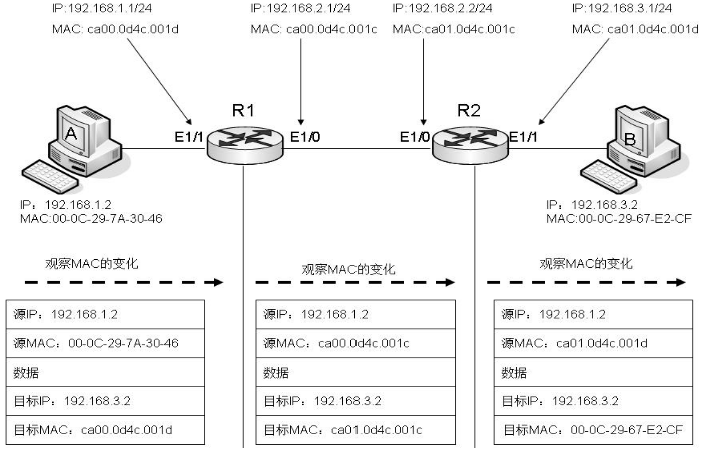 IP:192.168.1.1/24
MAC: ca00.0d4c.001d
IP:192.168.2.1/24
MAC: ca00.0d4c.001c
IP:192.168.2.2/24
MAC:ca01.0d4c.001c
IP:192.168.3.1/24
MAC: ca01.0d4c.001d
A
E1/1
R1
E1/0
E1/0
R2
E1/1
B
IP：192.168.1.2
MAC:00-0C-29-7A-30-46
IP：192.168.3.2
MAC:00-0C-29-67-E2-CF
观察MAC的变化
观察MAC的变化
观察MAC的变化
源IP：192.168.1.2
源MAC：00-0C-29-7A-30-46
数据
目标IP：192.168.3.2
目标MAC：ca00.0d4c.001d
源IP：192.168.1.2
源MAC：ca00.0d4c.001c
数据
目标IP：192.168.3.2
目标MAC：ca01.0d4c.001c
源IP：192.168.1.2
源MAC：ca01.0d4c.001d
数据
目标IP：192.168.3.2
目标MAC：00-0C-29-67-E2-CF